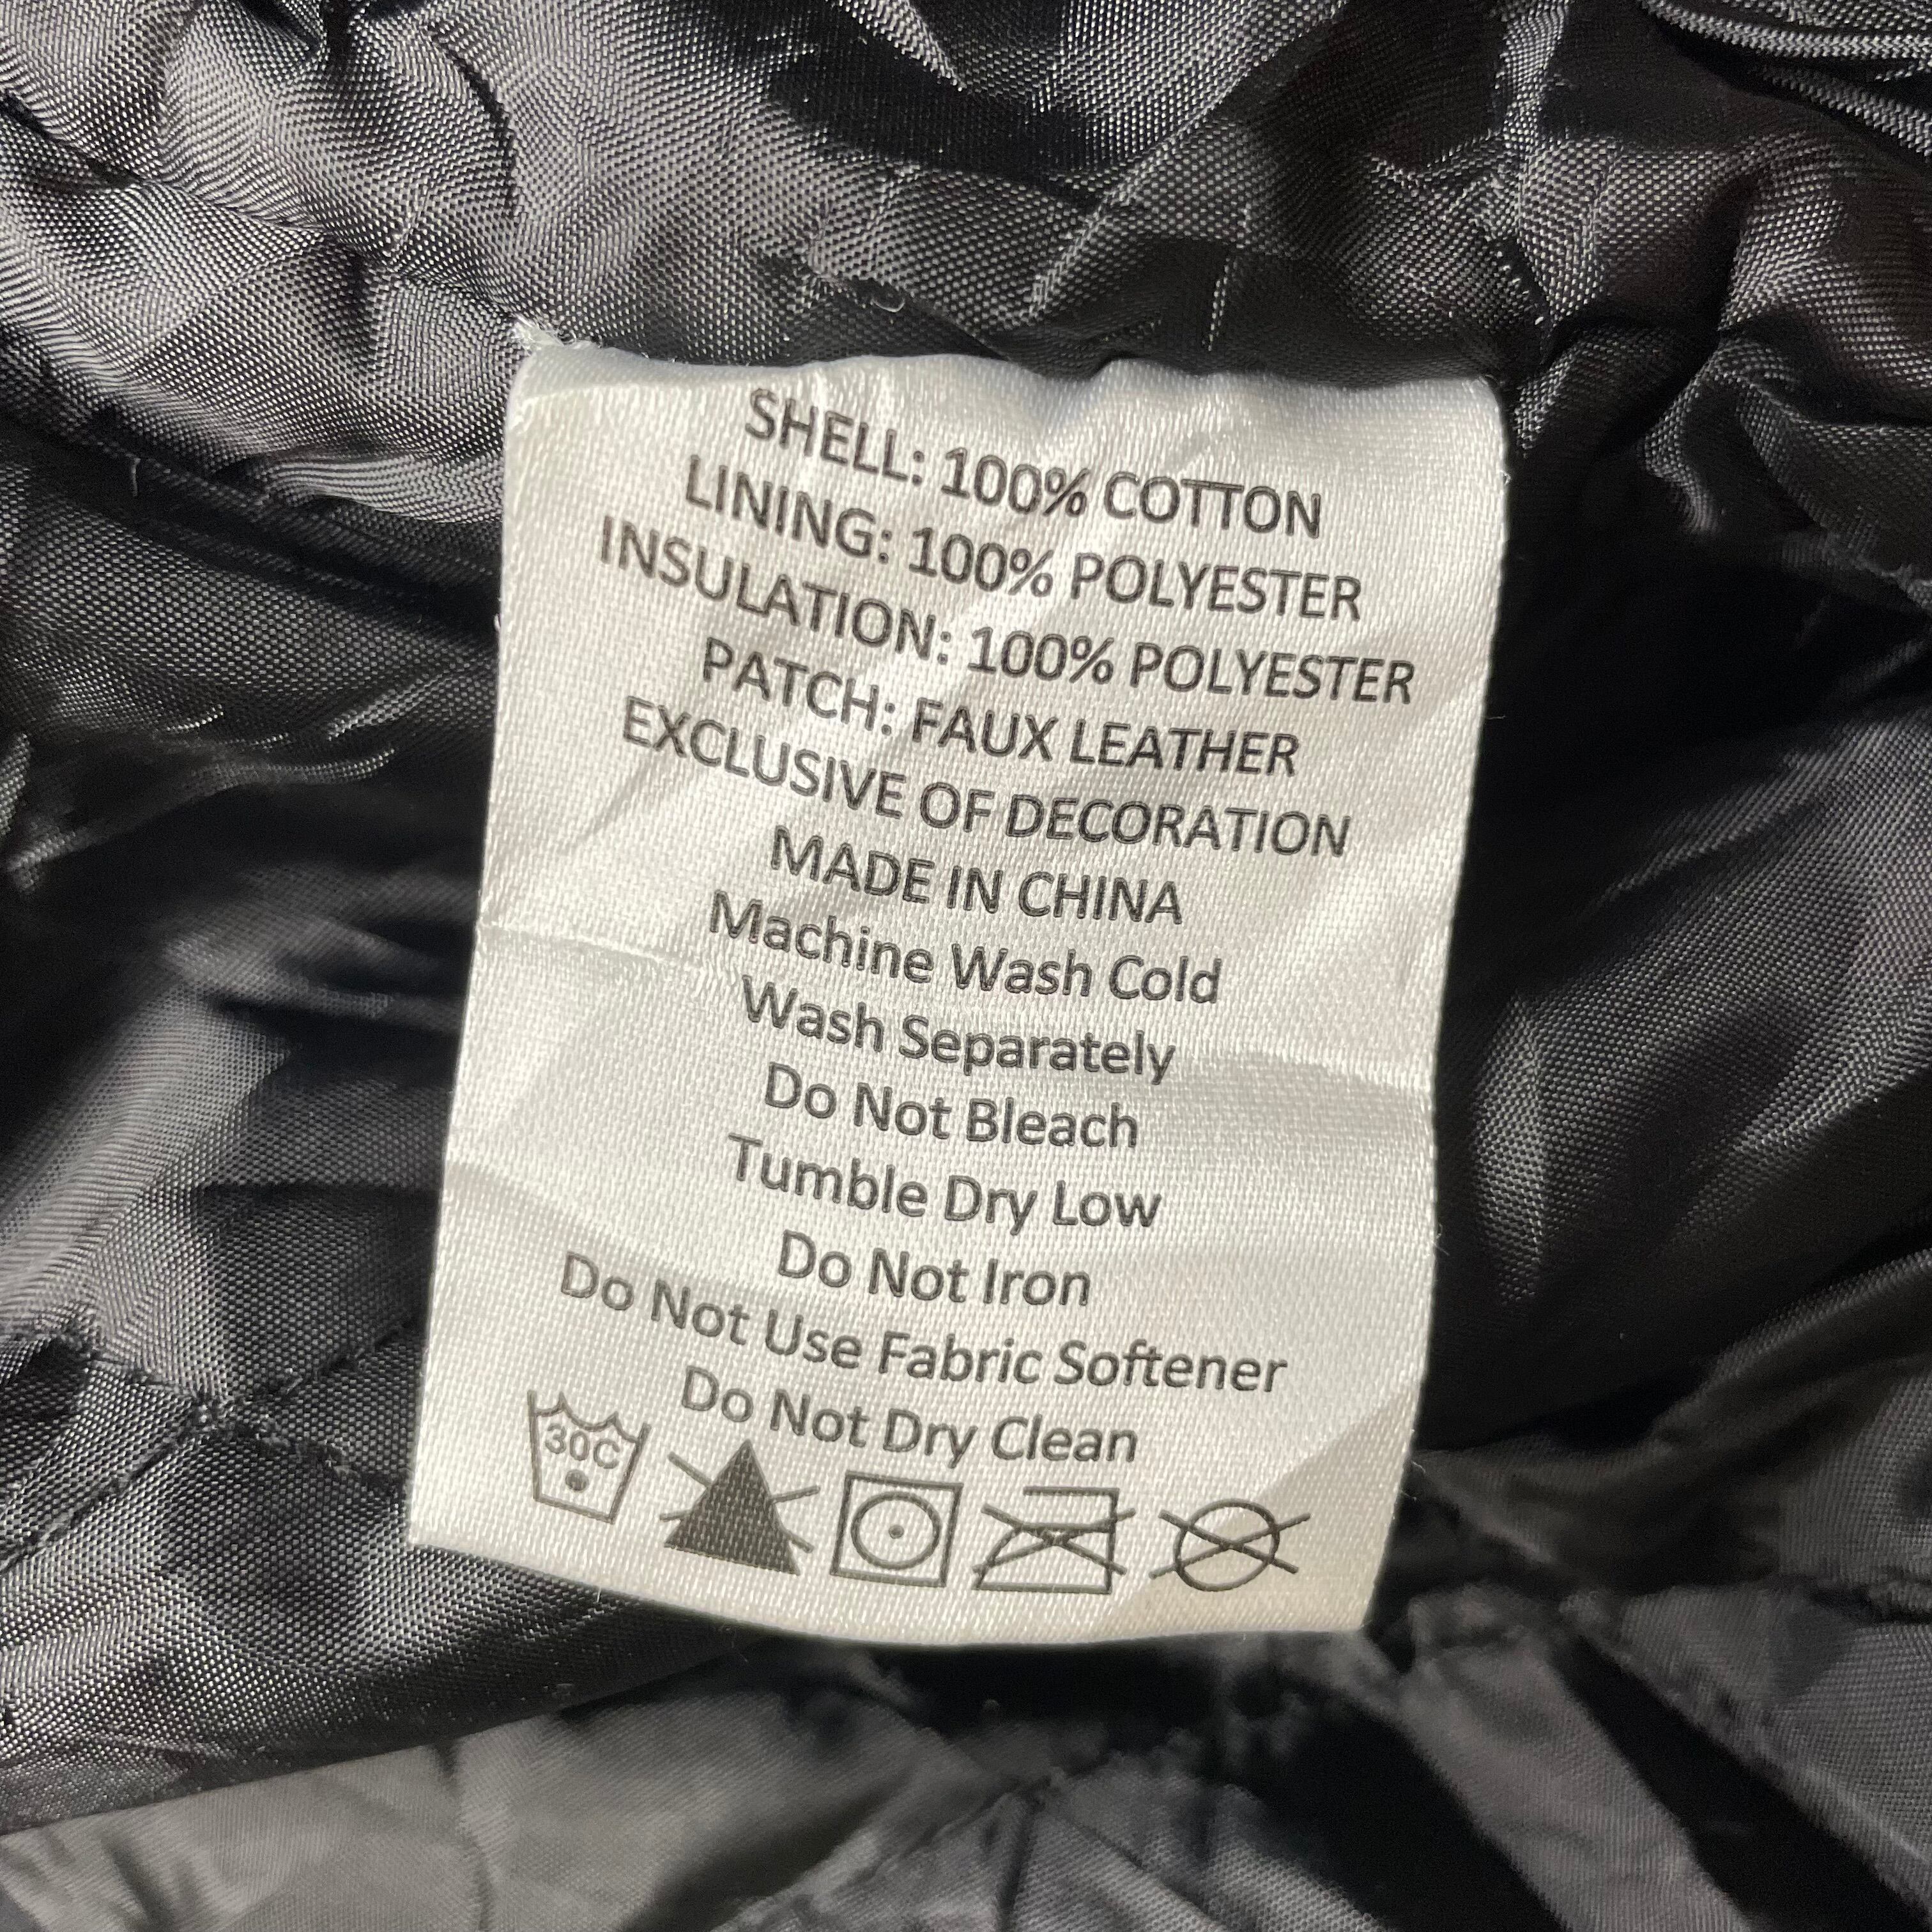 SHELL: 100% COTTON
LINING: 100% POLYESTER
INSULATION: 100% POLYESTER
PATCH: FAUX LEATHER
EXCLUSIVE OF DECORATION
MADE IN CHINA
Machine Wash Cold
Wash Separately
Do Not Bleach
Tumble Dry Low
Do Not Iron
Do Not Use Fabric Softener
Do Not Dry Clean
30C